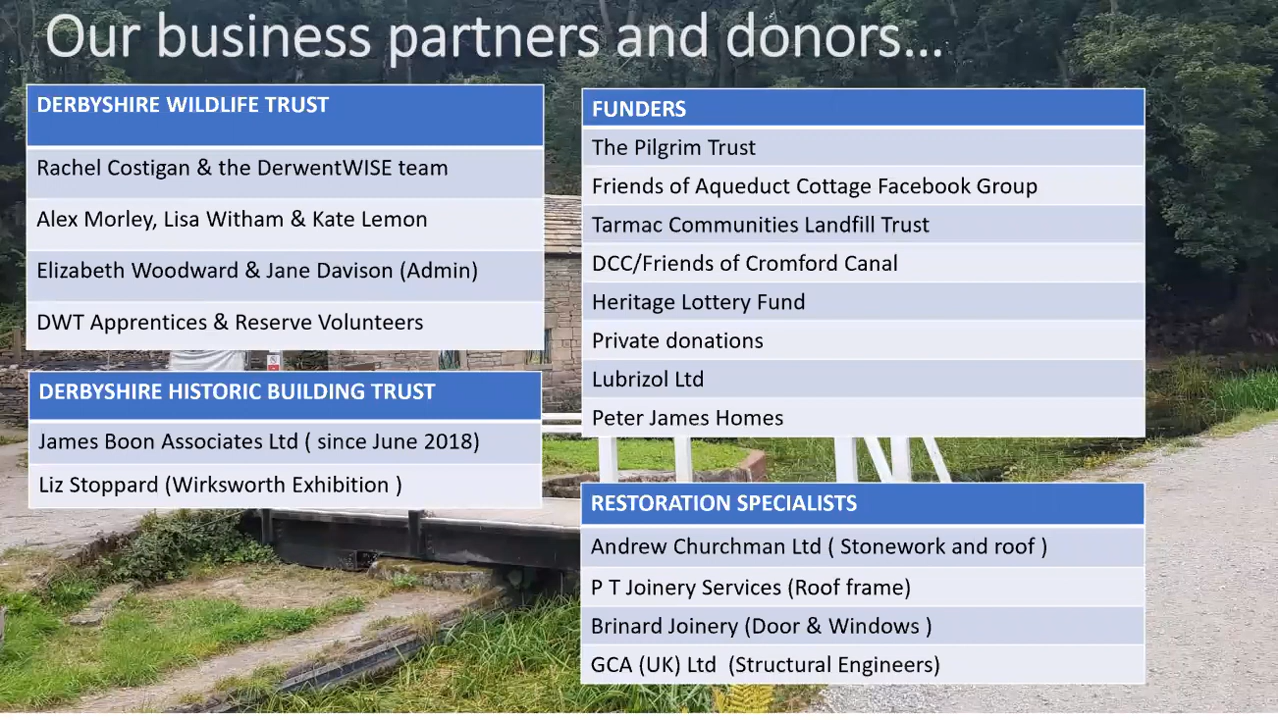 Our business partners and donors...
DERBYSHIRE WILDLIFE TRUST
Rachel Costigan & the DerwentWISE team
Alex Morley, Lisa Witham & Kate Lemon
Elizabeth Woodward & Jane Davison (Admin)
DWT Apprentices & Reserve Volunteers
DERBYSHIRE HISTORIC BUILDING TRUST
James Boon Associates Ltd ( since June 2018)
Liz Stoppard (Wirksworth Exhibition )
FUNDERS
The Pilgrim Trust
Friends of Aqueduct Cottage Facebook Group
Tarmac Communities Landfill Trust
DCC/Friends of Cromford Canal
Heritage Lottery Fund
Private donations
Lubrizol Ltd
Peter James Homes
RESTORATION SPECIALISTS
Andrew Churchman Ltd ( Stonework and roof )
P T Joinery Services (Roof frame)
Brinard Joinery (Door & Windows )
GCA (UK) Ltd  (Structural Engineers)